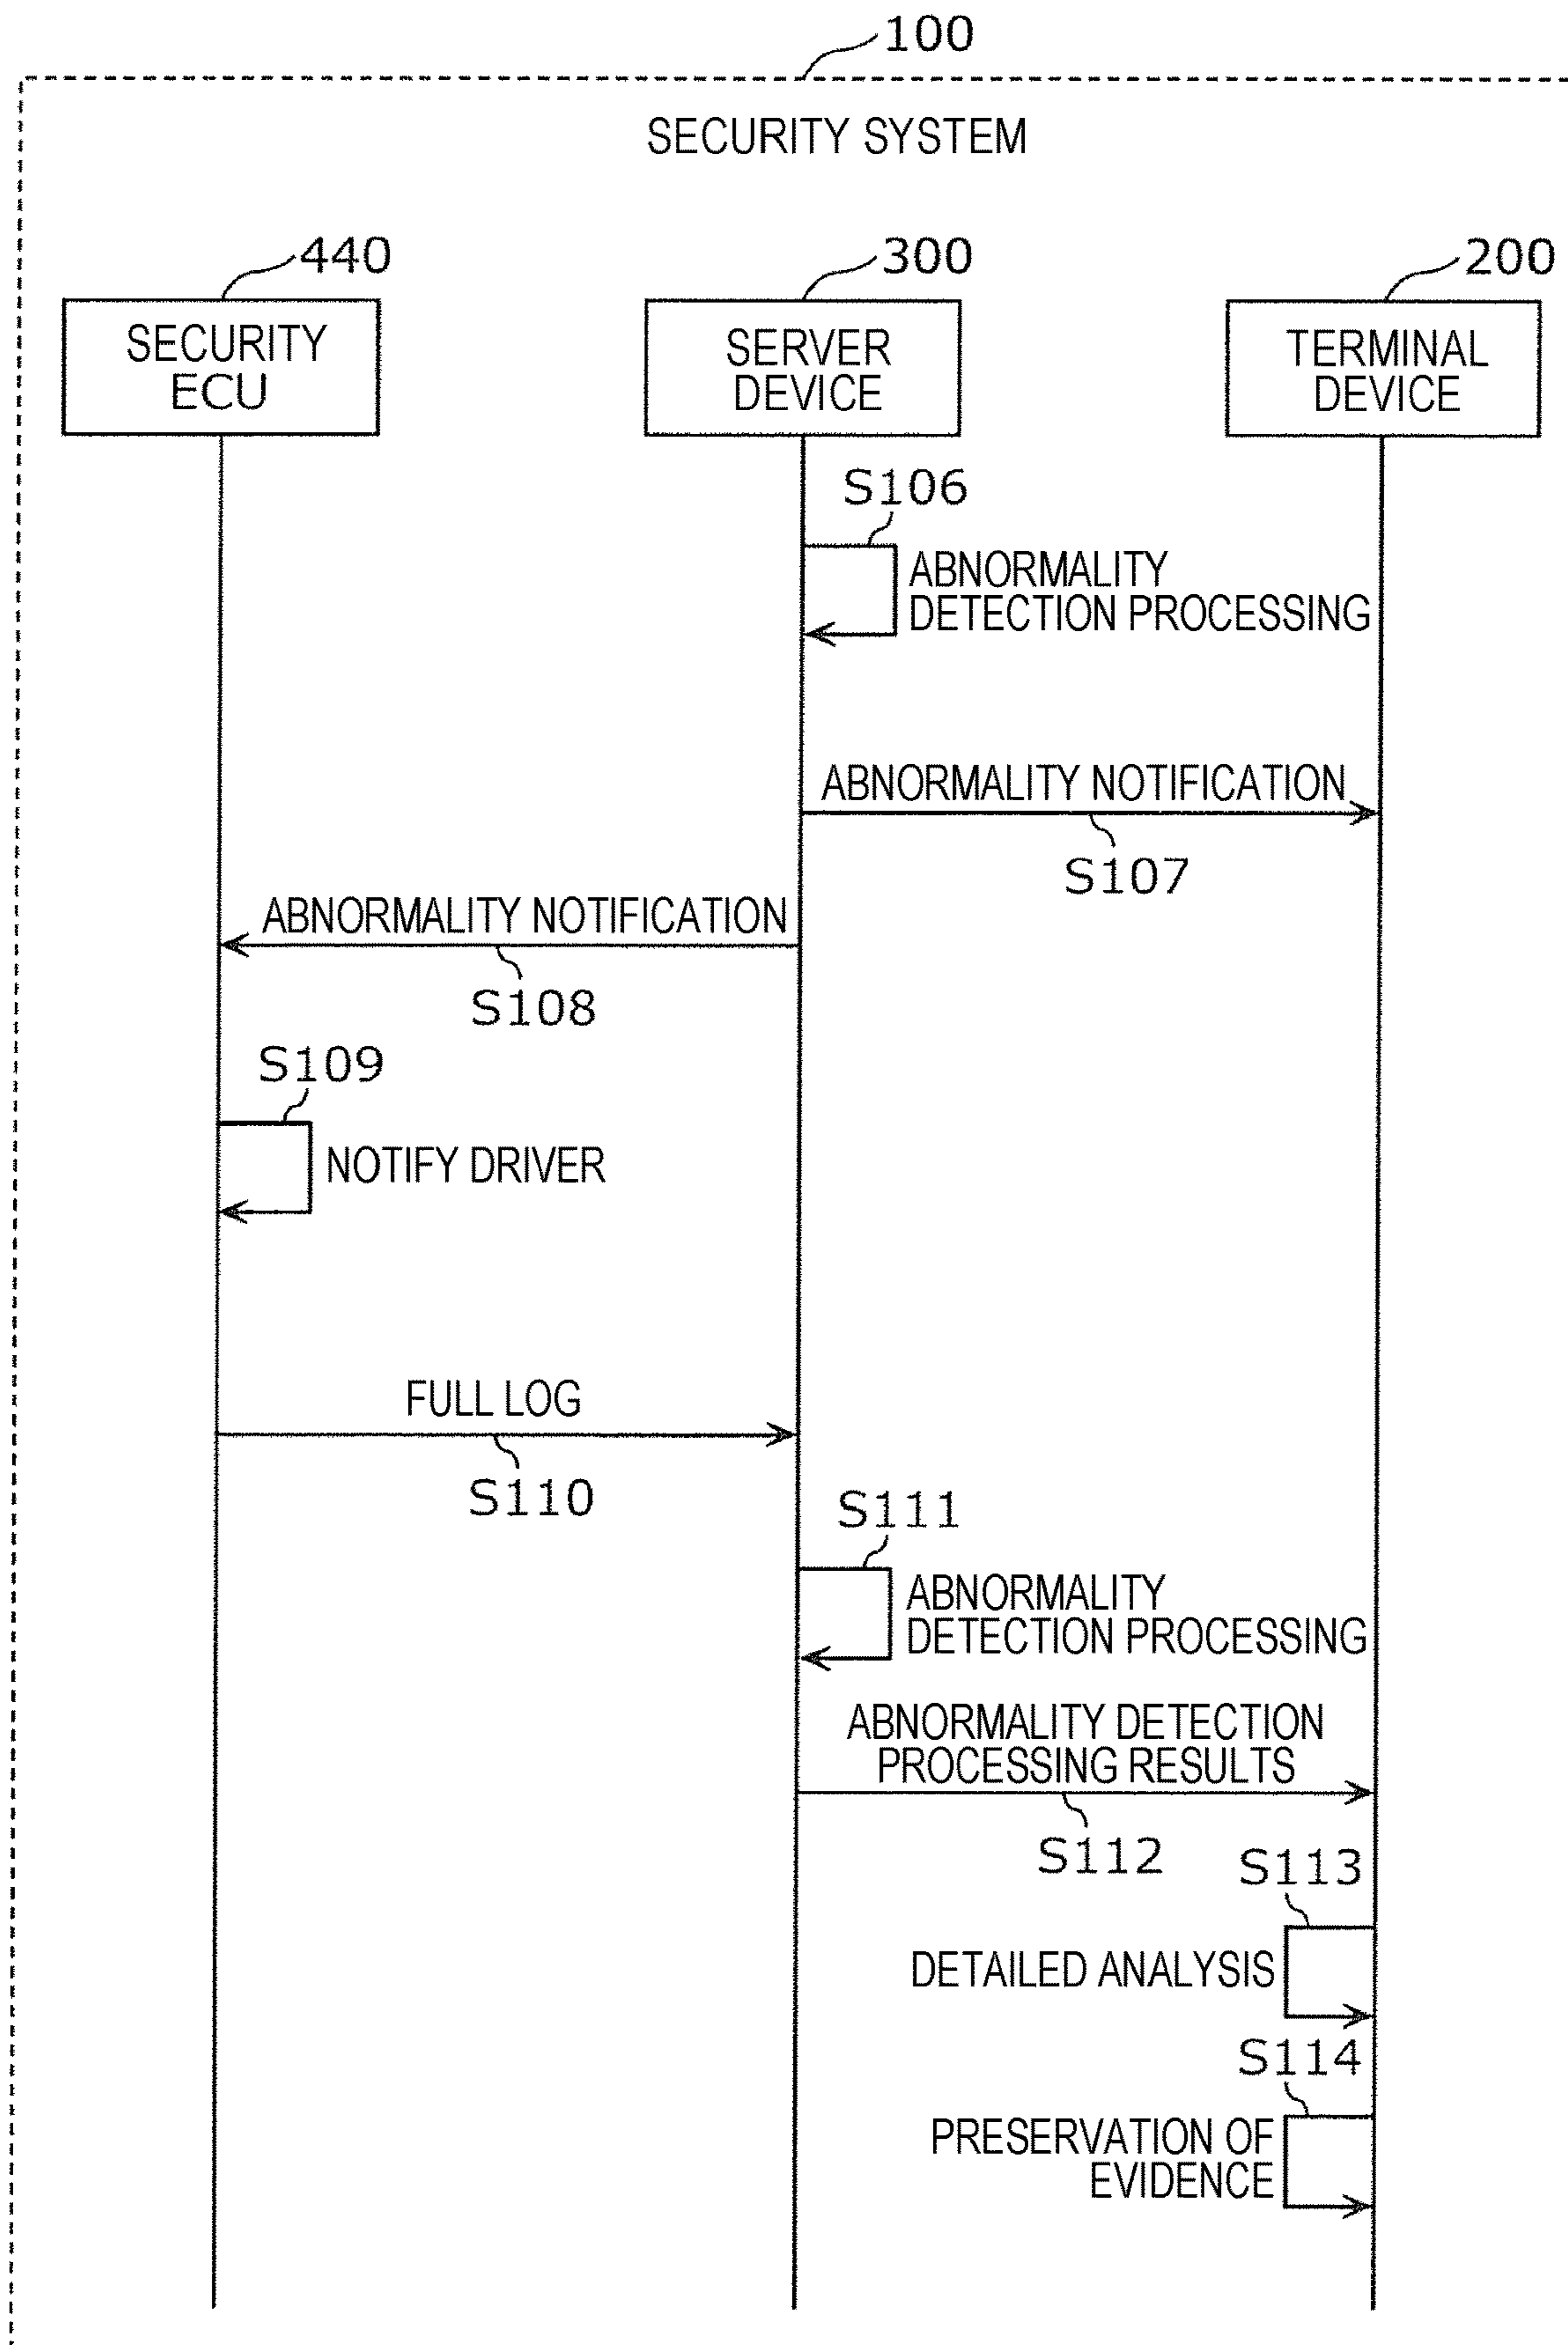 100
SECURITY SYSTEM
440
300
200
SECURITY
ECU
SERVER
DEVICE
TERMINAL
DEVICE
S106
ABNORMALITY
DETECTION PROCESSING
ABNORMALITY NOTIFICATION
S107
ABNORMALITY NOTIFICATION
S108
S109
NOTIFY DRIVER
FULL LOG
S110
S111
ABNORMALITY
DETECTION PROCESSING
ABNORMALITY DETECTION
PROCESSING RESULTS
S112
S113
DETAILED ANALYSIS
S114
PRESERVATION OF
EVIDENCE